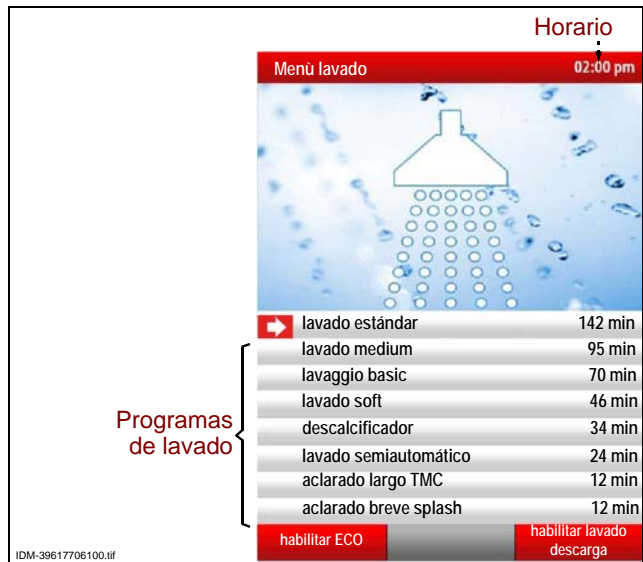 Horario
Menù lavado 02:00 pm
lavado estándar 142 min
lavado medium 95 min
lavaggio basic 70 min
lavado soft 46 min
descalcificador 34 min
lavado semiautomático 24 min
aclarado largo TMC 12 min
aclarado breve splash 12 min
Programas
de lavado
habilitar ECO
habilitar lavado
descarga
IDM-39617706100.tif